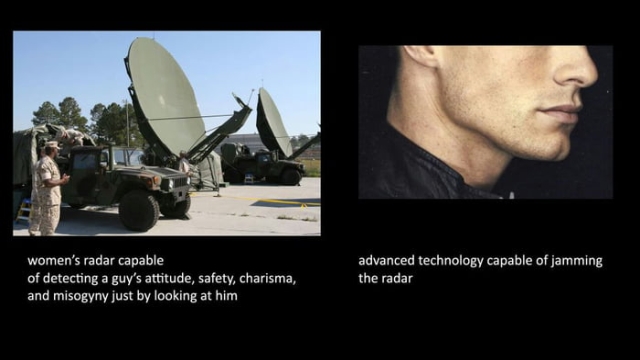 women’s radar capable
of detecting a guy’s attitude, safety, charisma,
and misogyny just by looking at him
advanced technology capable of jamming
the radar